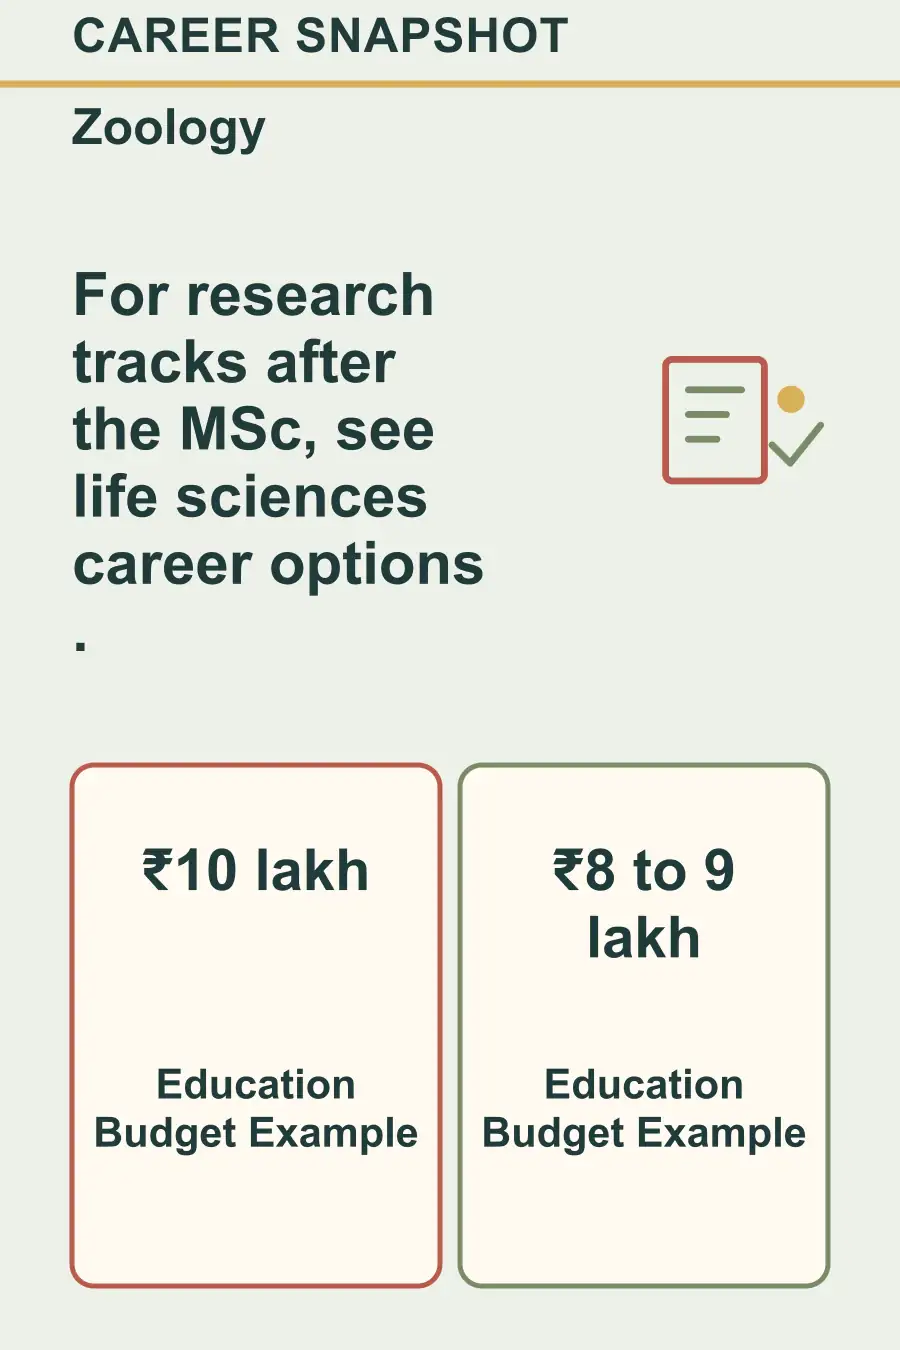 CAREER SNAPSHOT
Zoology
For research
tracks after
the MSc, see
life sciences
career options
.
₹10 lakh
Education
Budget Example
₹8 to 9
lakh
Education
Budget Example